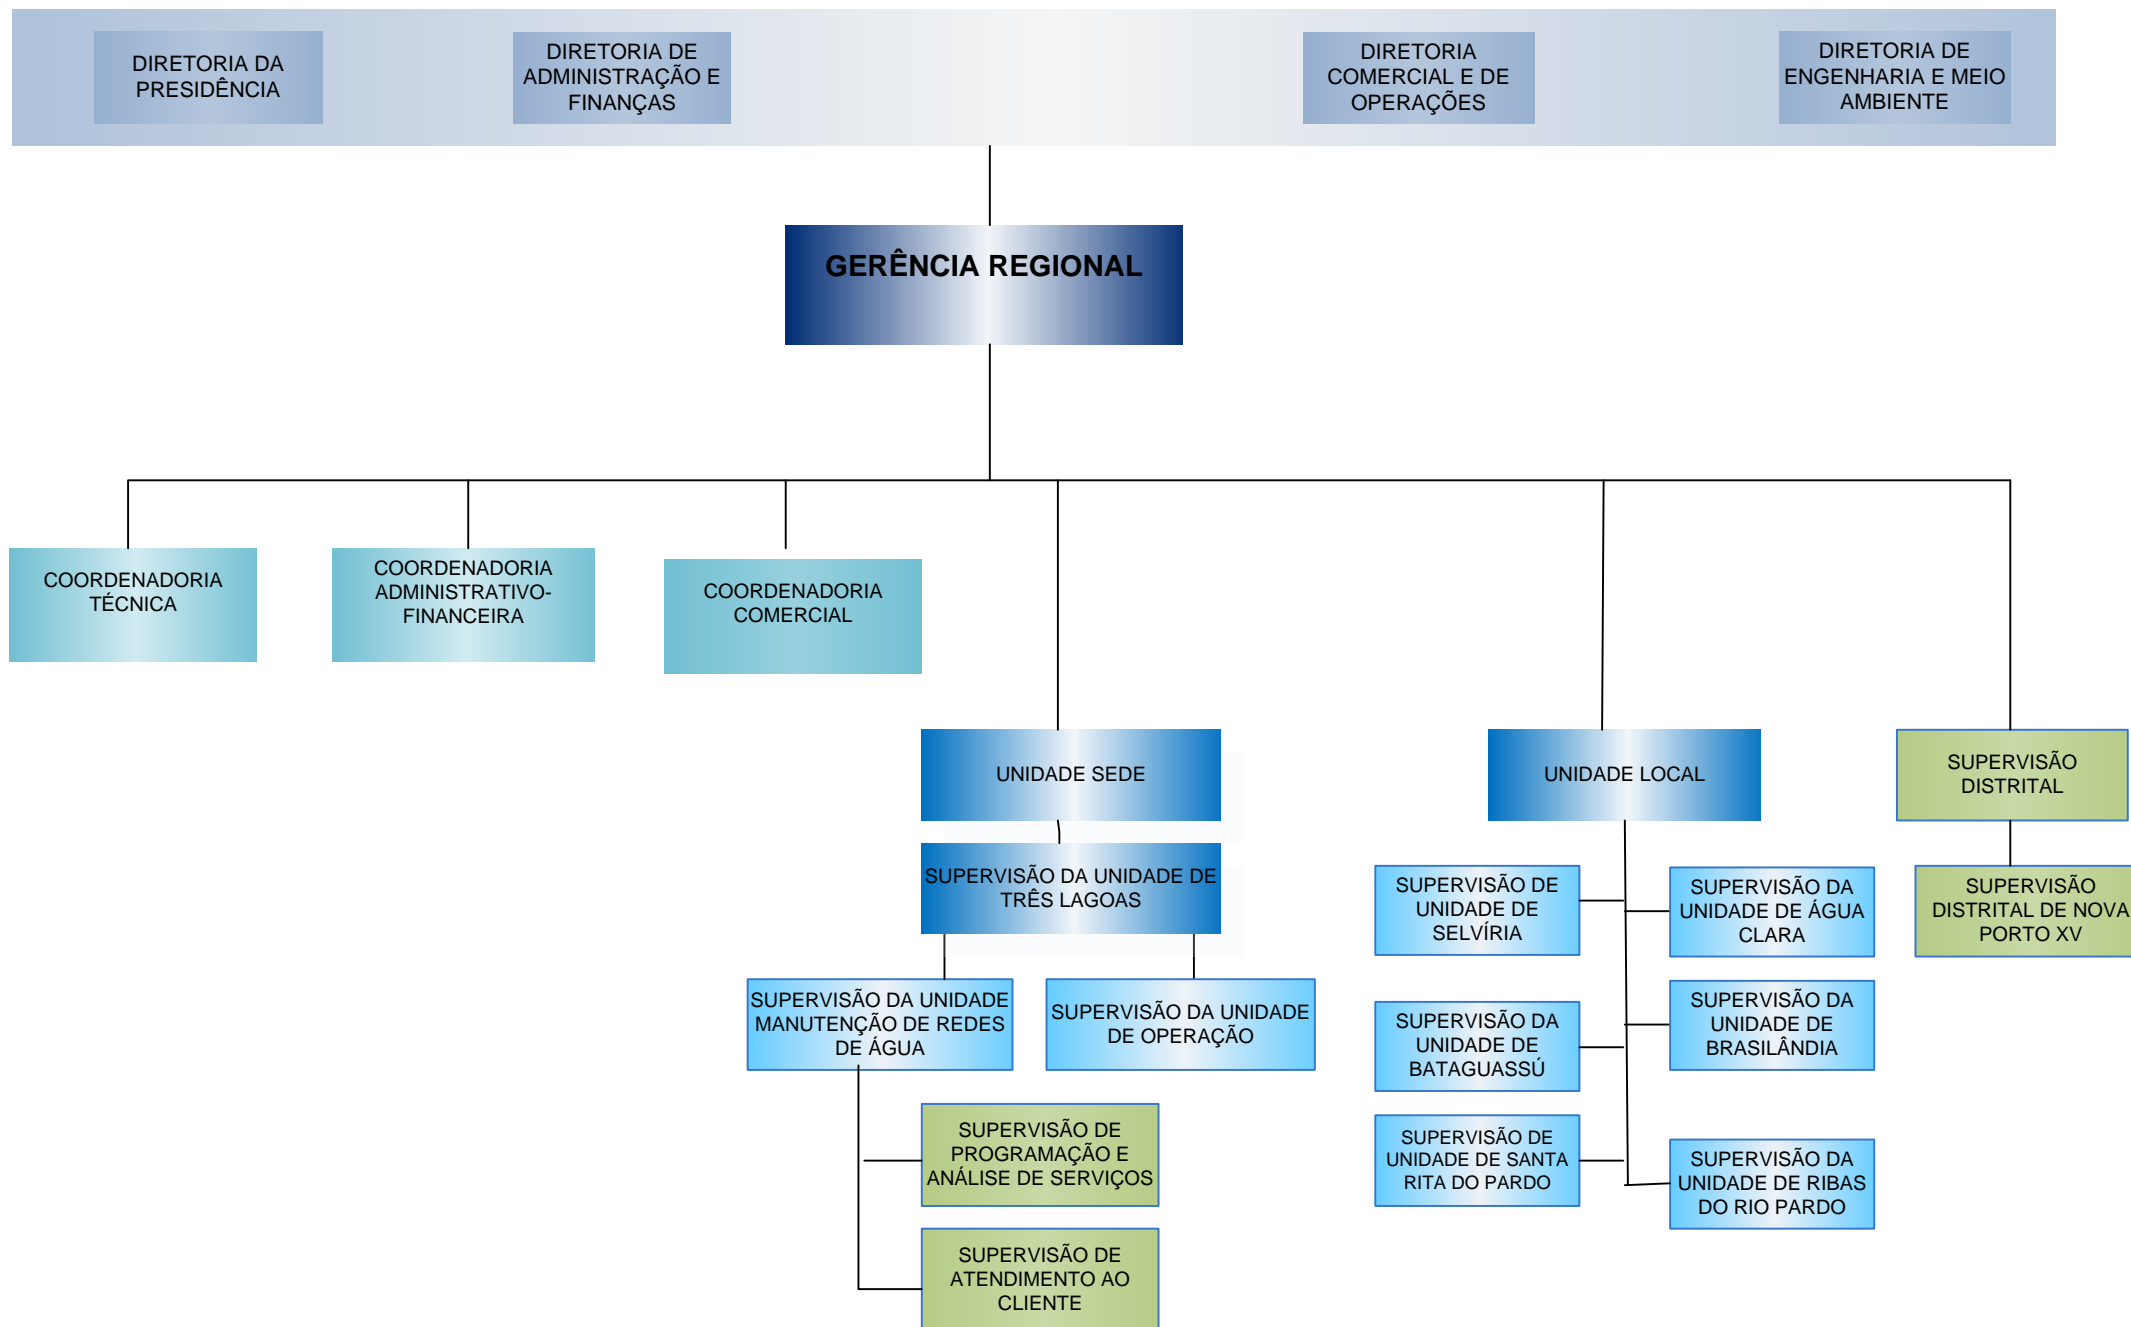 DIRETORIA DA
PRESIDÊNCIA
DIRETORIA DE
ADMINISTRAÇÃO E
FINANÇAS
DIRETORIA
COMERCIAL E DE
OPERAÇÕES
DIRETORIA DE
ENGENHARIA E MEIO
AMBIENTE
GERÊNCIA REGIONAL
COORDENADORIA
TÉCNICA
COORDENADORIA
ADMINISTRATIVO-
FINANCEIRA
COORDENADORIA
COMERCIAL
UNIDADE SEDE
UNIDADE LOCAL
SUPERVISÃO
DISTRITAL
SUPERVISÃO DA UNIDADE DE
TRÊS LAGOAS
SUPERVISÃO DE
UNIDADE DE
SELVÍRIA
SUPERVISÃO DA
UNIDADE DE ÁGUA
CLARA
SUPERVISÃO
DISTRITAL DE NOVA
PORTO XV
SUPERVISÃO DA UNIDADE
MANUTENÇÃO DE REDES
DE ÁGUA
SUPERVISÃO DA UNIDADE
DE OPERAÇÃO
SUPERVISÃO DA
UNIDADE DE
BATAGUASSÚ
SUPERVISÃO DA
UNIDADE DE
BRASILÂNDIA
SUPERVISÃO DE
PROGRAMAÇÃO E
ANÁLISE DE SERVIÇOS
SUPERVISÃO DE
UNIDADE DE SANTA
RITA DO PARDO
SUPERVISÃO DA
UNIDADE DE RIBAS
DO RIO PARDO
SUPERVISÃO DE
ATENDIMENTO AO
CLIENTE